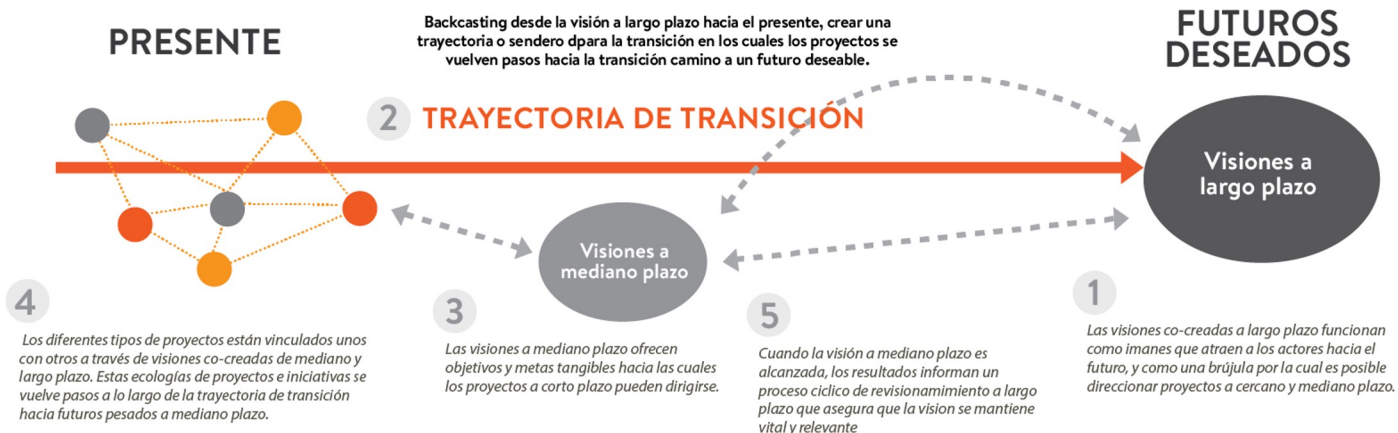 PRESENTE
Backcasting desde la visión a largo plazo hacia el presente, crear una
trayectoria o sendero dpara la transición en los cuales los proyectos se
vuelven pasos hacia la transición camino a un futuro deseable.
FUTUROS
DESEADOS
2 TRAYECTORIA DE TRANSICIÓN
Visiones a
largo plazo
Visiones a
mediano plazo
4
Los diferentes tipos de proyectos están vinculados unos
con otros a través de visiones co-creadas de mediano y
largo plazo. Estas ecologías de proyectos e iniciativas se
vuelve pasos a lo largo de la trayectoria de transición
hacia futuros pesados a mediano plazo.
3
Las visiones a mediano plazo ofrecen
objetivos y metas tangibles hacia las cuales
los proyectos a corto plazo pueden dirigirse.
5
Cuando la visión a mediano plazo es
alcanzada, los resultados informan un
proceso ciclico de revisionamimiento a largo
plazo que asegura que la vision se mantiene
vital y relevante
1
Las visiones co-creadas a largo plazo funcionan
como imanes que atraen a los actores hacia el
futuro, y como una brújula por la cual es posible
direccionar proyectos a cercano y mediano plazo.